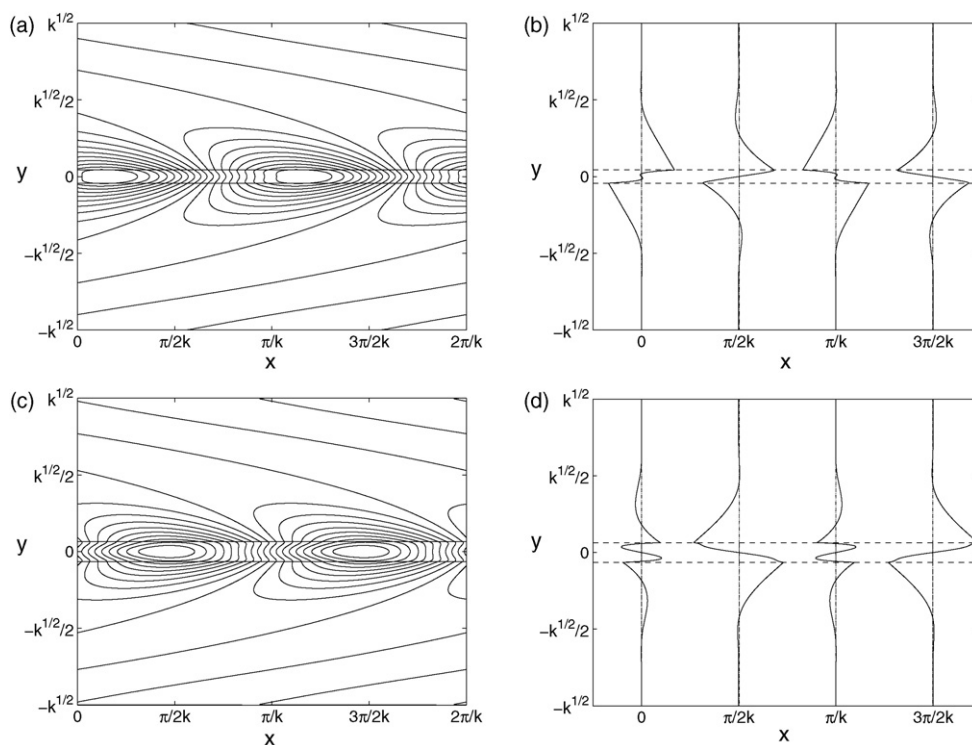 (a)
k^{1/2}
k^{1/2}/2
y
0
−k^{1/2}/2
−k^{1/2}
0
π/2k
π/k
3π/2k
2π/k
x
(b)
k^{1/2}
k^{1/2}/2
y
0
−k^{1/2}/2
−k^{1/2}
0
π/2k
π/k
3π/2k
x
(c)
k^{1/2}
k^{1/2}/2
y
0
−k^{1/2}/2
−k^{1/2}
0
π/2k
π/k
3π/2k
2π/k
x
(d)
k^{1/2}
k^{1/2}/2
y
0
−k^{1/2}/2
−k^{1/2}
0
π/2k
π/k
3π/2k
x